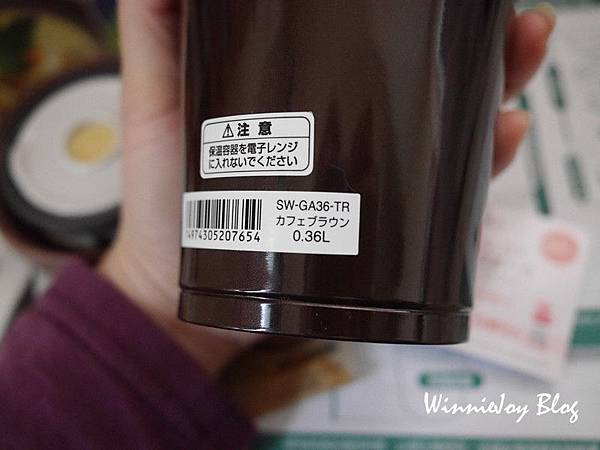 ⚠ 注意
保温容器を電子レンジ
に入れないでください
SW-GA36-TR
カフェブラウン
0.36L
4974305207654
WinnieJoy Blog